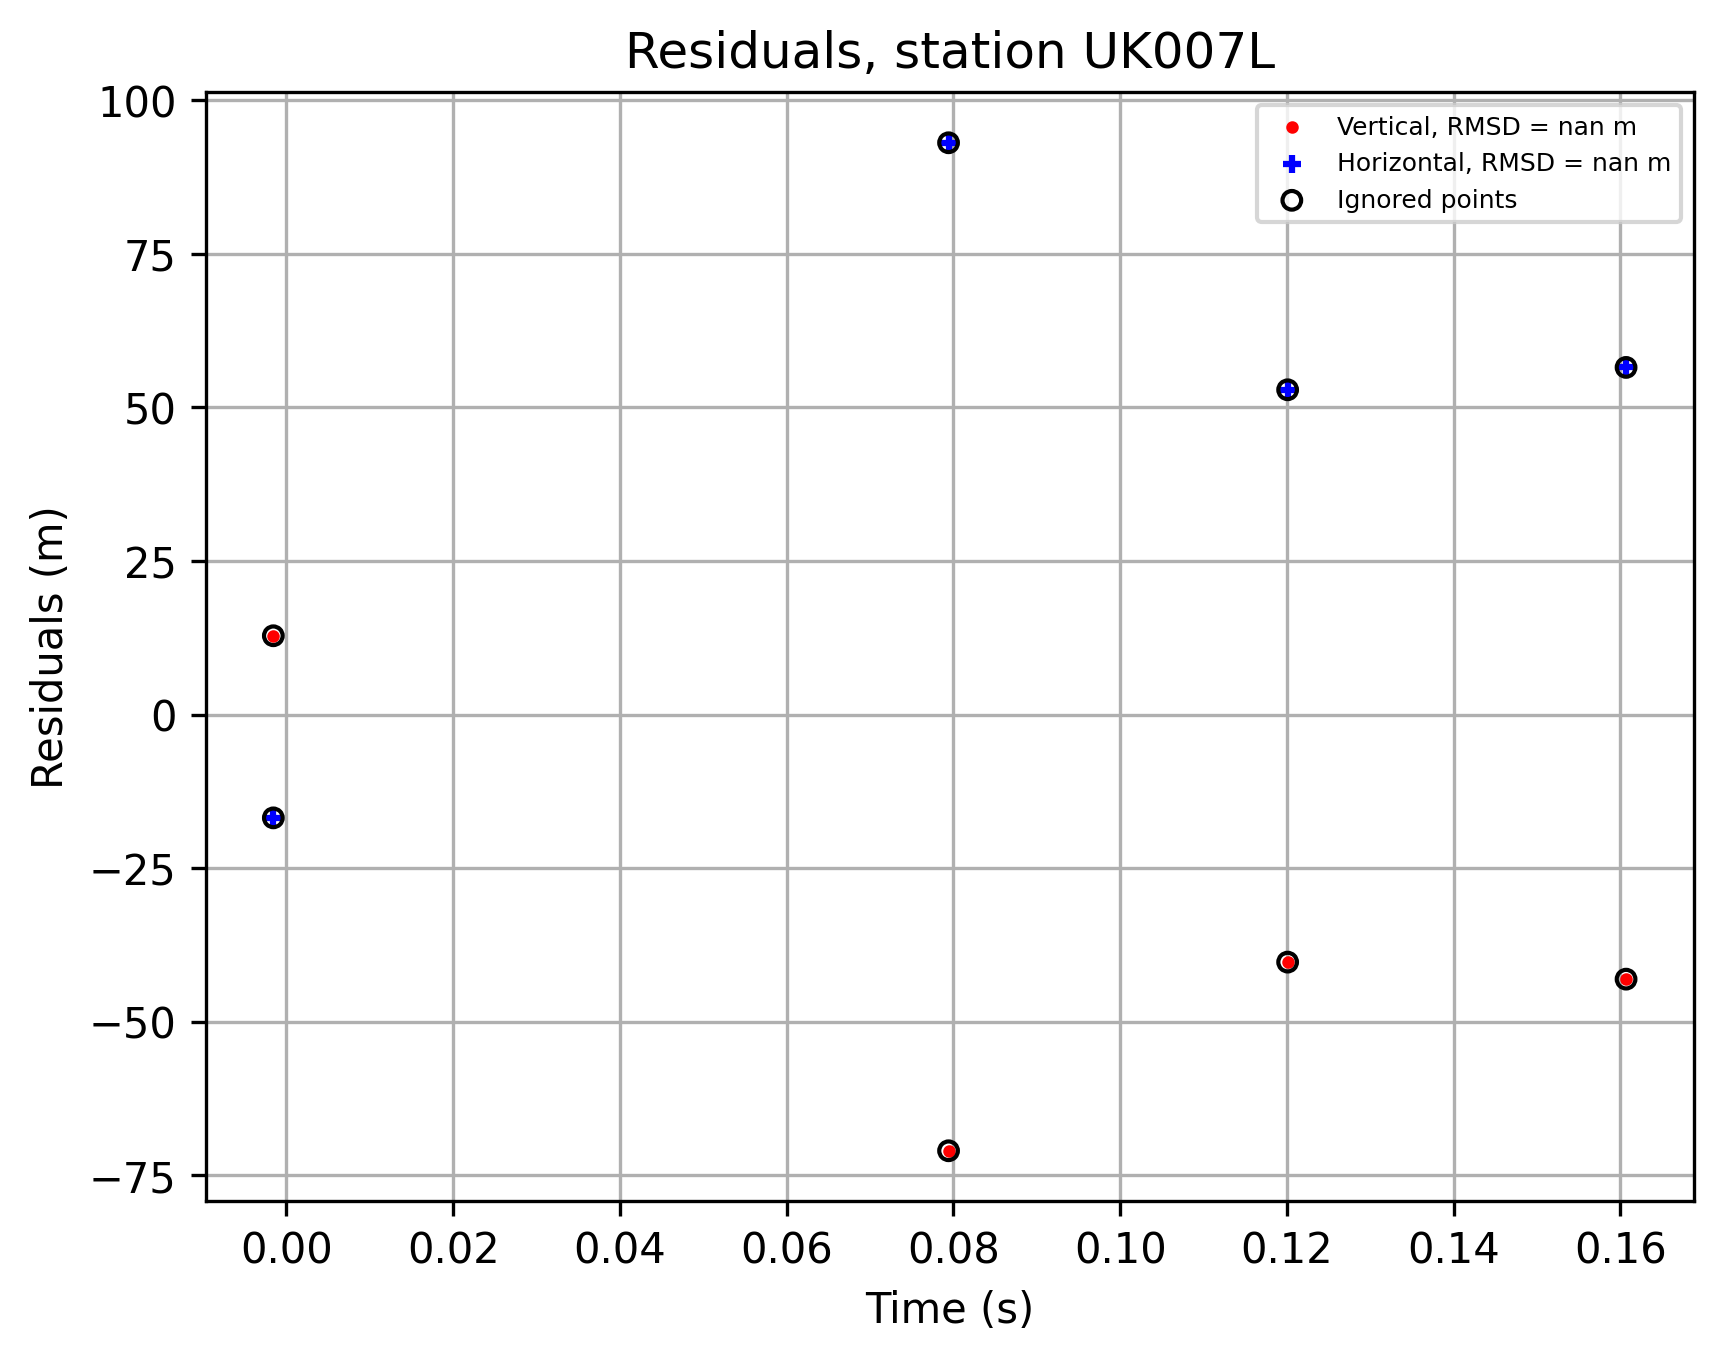 Residuals, station UK007L
Vertical, RMSD = nan m
Horizontal, RMSD = nan m
Ignored points
Residuals (m)
100
75
50
25
0
−25
−50
−75
0.00 0.02 0.04 0.06 0.08 0.10 0.12 0.14 0.16
Time (s)